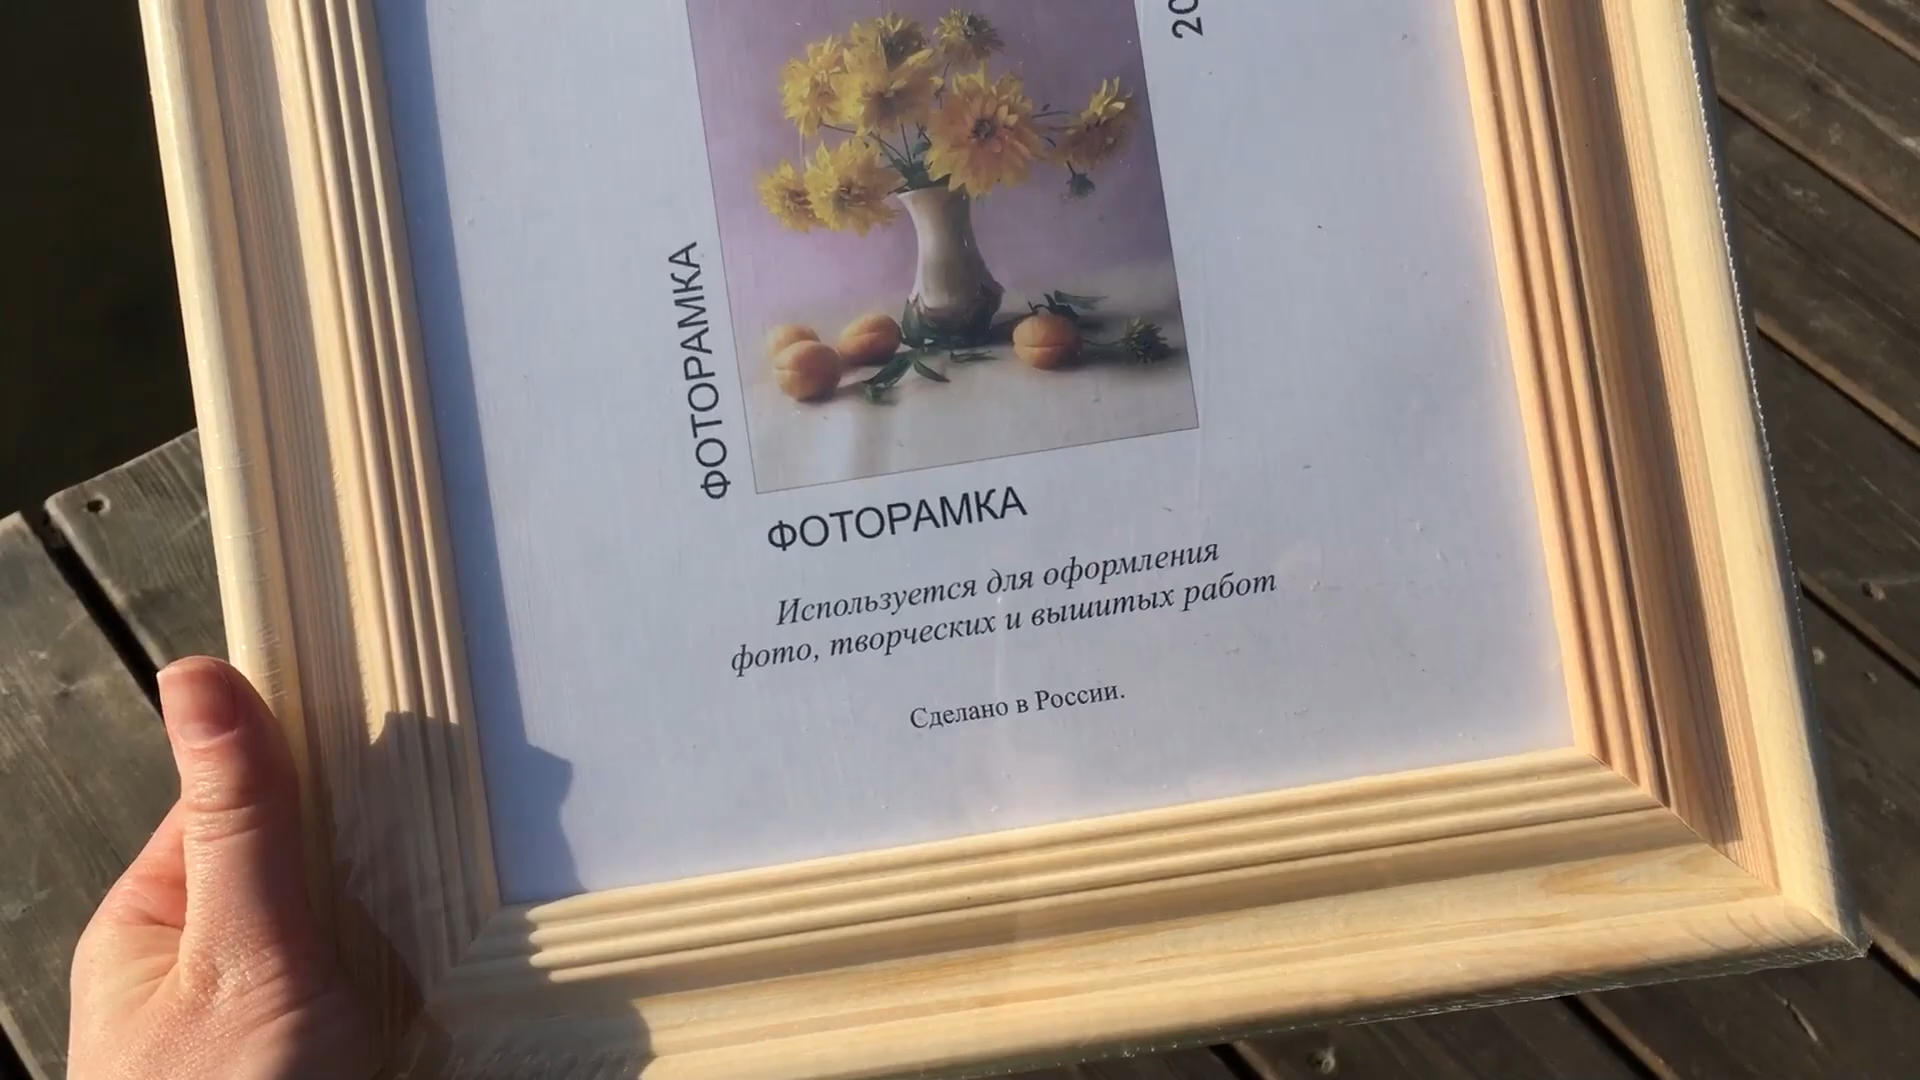 ФОТОРАМКА
ФОТОРАМКА
Используется для оформления
фото, творческих и вышитых работ
Сделано в России.